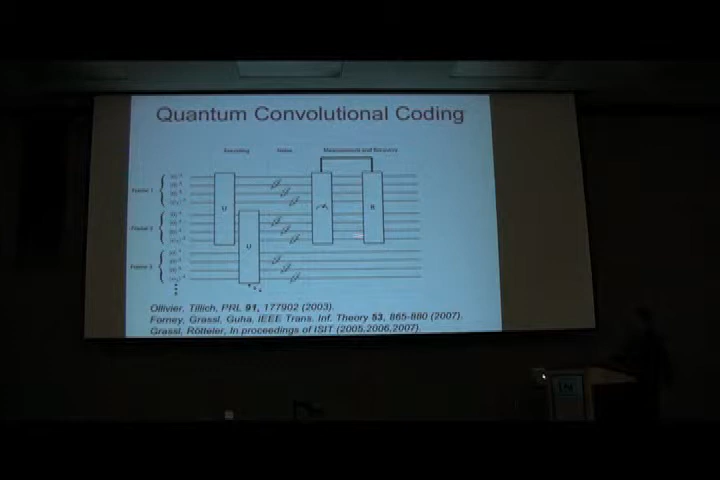 Quantum Convolutional Coding
Encoding Noise Measurement and Recovery
Frame 1
U
R
Frame 2
U
Frame 3
Ollivier, Tillich, PRL 91, 177902 (2003).
Forney, Grassl, Guha, IEEE Trans. Inf. Theory 53, 865-880 (2007).
Grassl, Rötteler, In proceedings of ISIT (2005,2006,2007).